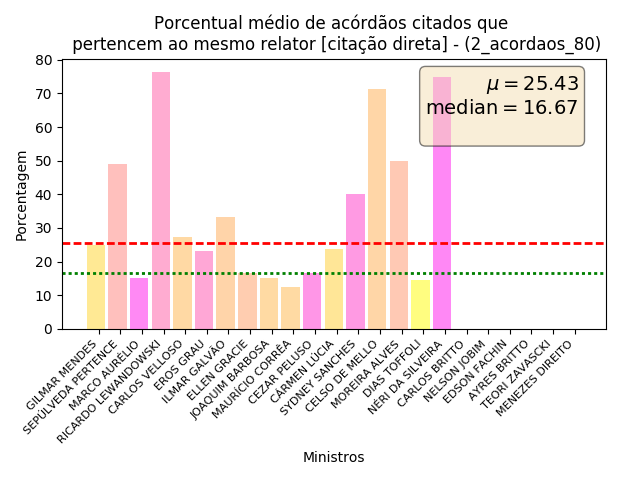 Porcentual médio de acórdãos citados que
pertencem ao mesmo relator [citação direta] - (2_acordaos_80)
μ = 25.43
median = 16.67
Porcentagem
80
70
60
50
40
30
20
10
0
GILMAR MENDES
SEPÚLVEDA PERTENCE
MARCO AURÉLIO
RICARDO LEWANDOWSKI
CARLOS VELLOSO
EROS GRAU
ILMAR GALVÃO
ELLEN GRACIE
JOAQUIM BARBOSA
MAURÍCIO CORRÊA
CEZAR PELUSO
CÁRMEN LÚCIA
SYDNEY SANCHES
CELSO DE MELLO
MOREIRA ALVES
DIAS TOFFOLI
NÉRI DA SILVEIRA
CARLOS BRITTO
NELSON JOBIM
EDSON FACHIN
AYRES BRITTO
TEORI ZAVASCKI
MENEZES DIREITO
Ministros